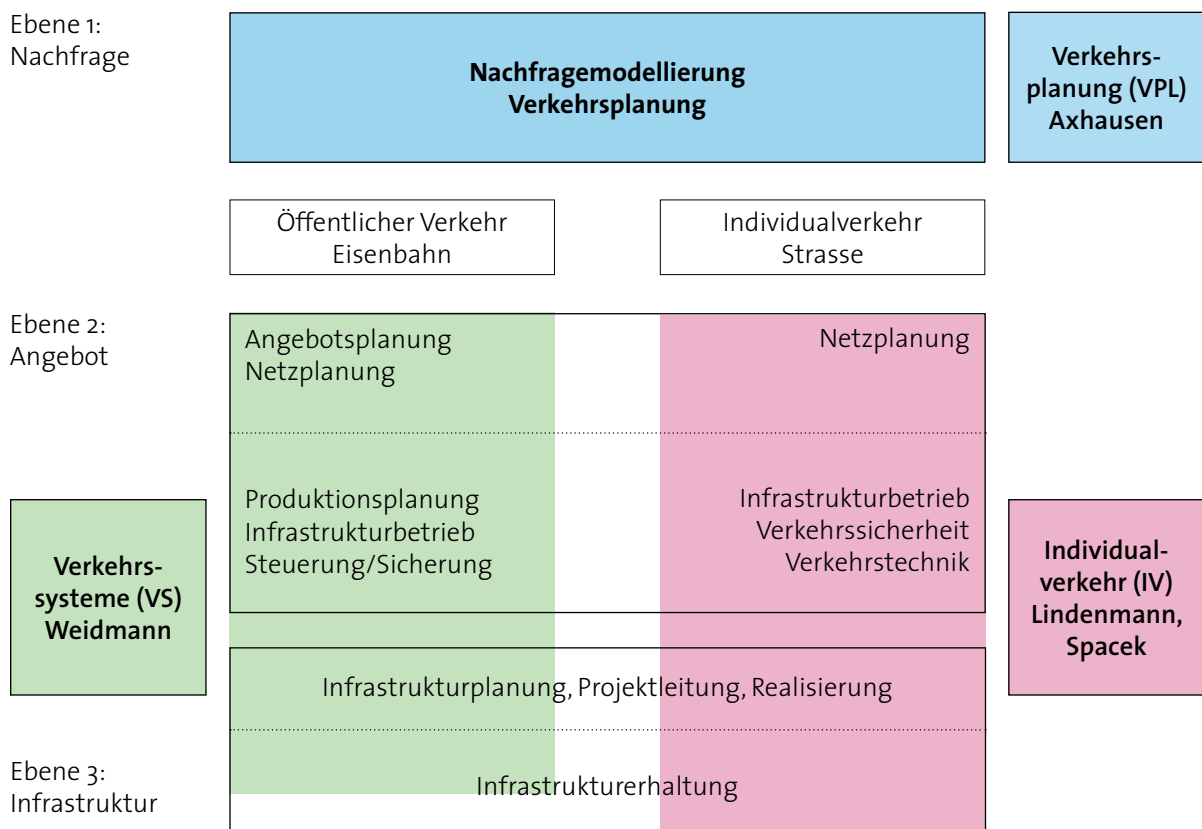 Ebene 1:
Nachfrage
Nachfragemodellierung
Verkehrsplanung
Verkehrs-
planung (VPL)
Axhausen
Öffentlicher Verkehr
Eisenbahn
Individualverkehr
Strasse
Ebene 2:
Angebot
Angebotsplanung
Netzplanung
Netzplanung
Produktionsplanung
Infrastrukturbetrieb
Steuerung/Sicherung
Infrastrukturbetrieb
Verkehrssicherheit
Verkehrstechnik
Verkehrs-
systeme (VS)
Weidmann
Individual-
verkehr (IV)
Lindenmann,
Spacek
Infrastrukturplanung, Projektleitung, Realisierung
Ebene 3:
Infrastruktur
Infrastrukturerhaltung